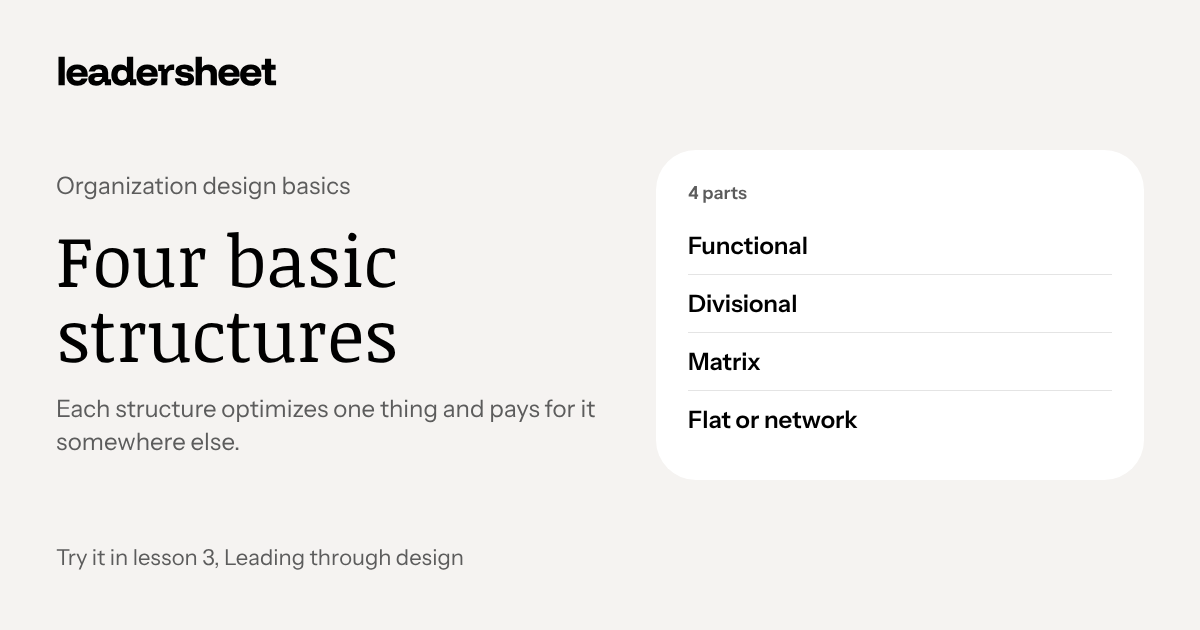 leadersheet
Organization design basics
Four basic
structures
Each structure optimizes one thing and pays for it
somewhere else.
Try it in lesson 3, Leading through design
4 parts
Functional
Divisional
Matrix
Flat or network